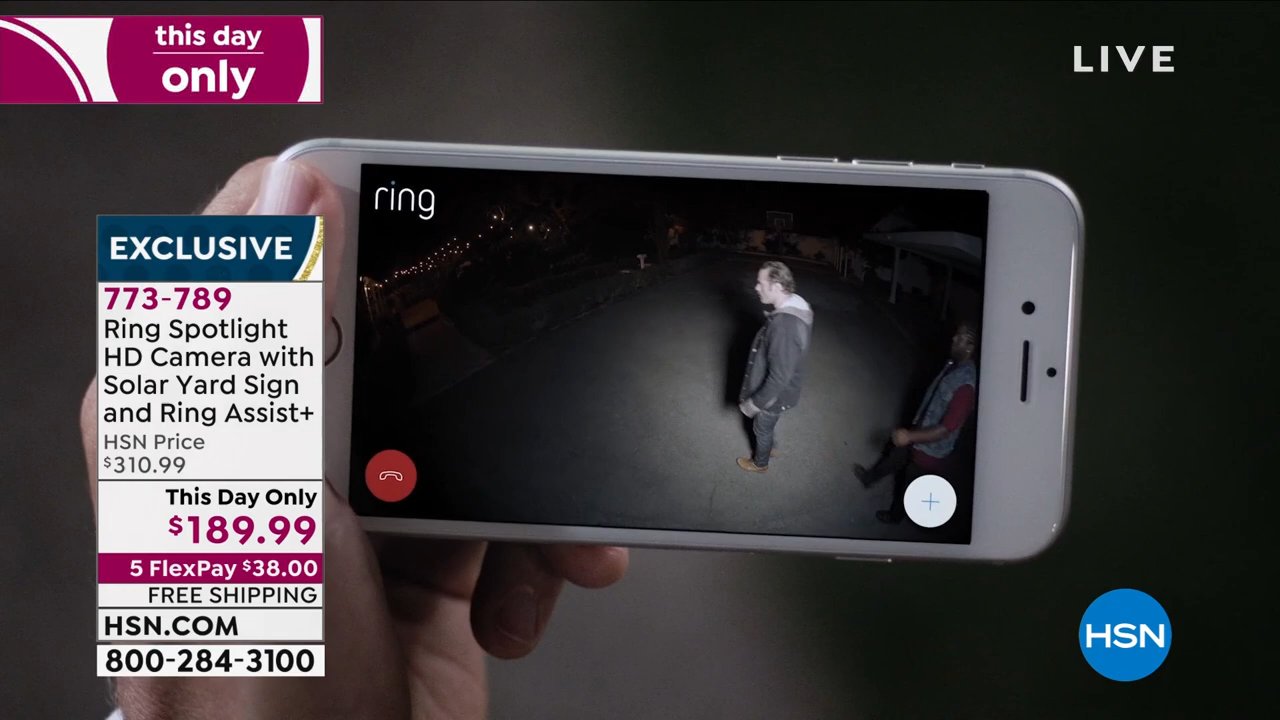 this day
only
LIVE
ring
EXCLUSIVE
773-789
Ring Spotlight
HD Camera with
Solar Yard Sign
and Ring Assist+
HSN Price
$310.99
This Day Only
$189.99
5 FlexPay $38.00
FREE SHIPPING
HSN.COM
800-284-3100
HSN